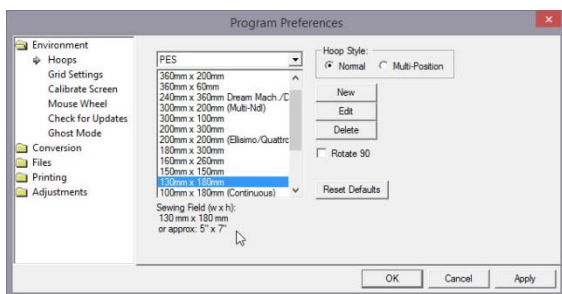 Program Preferences
Environment
Hoops
Grid Settings
Calibrate Screen
Mouse Wheel
Check for Updates
Ghost Mode
Conversion
Files
Printing
Adjustments
PES
360mm x 200mm
360mm x 60mm
240mm x 360mm Dream Mach./D
300mm x 200mm (Multi-Ndl)
300mm x 100mm
200mm x 300mm
200mm x 200mm (Ellisimo/Quattro
180mm x 300mm
160mm x 260mm
150mm x 150mm
130mm x 180mm
100mm x 180mm (Continuous)
Sewing Field (w x h):
130 mm x 180 mm
or approx: 5" x 7"
Hoop Style:
Normal Multi-Position
New
Edit
Delete
Rotate 90
Reset Defaults
OK Cancel Apply